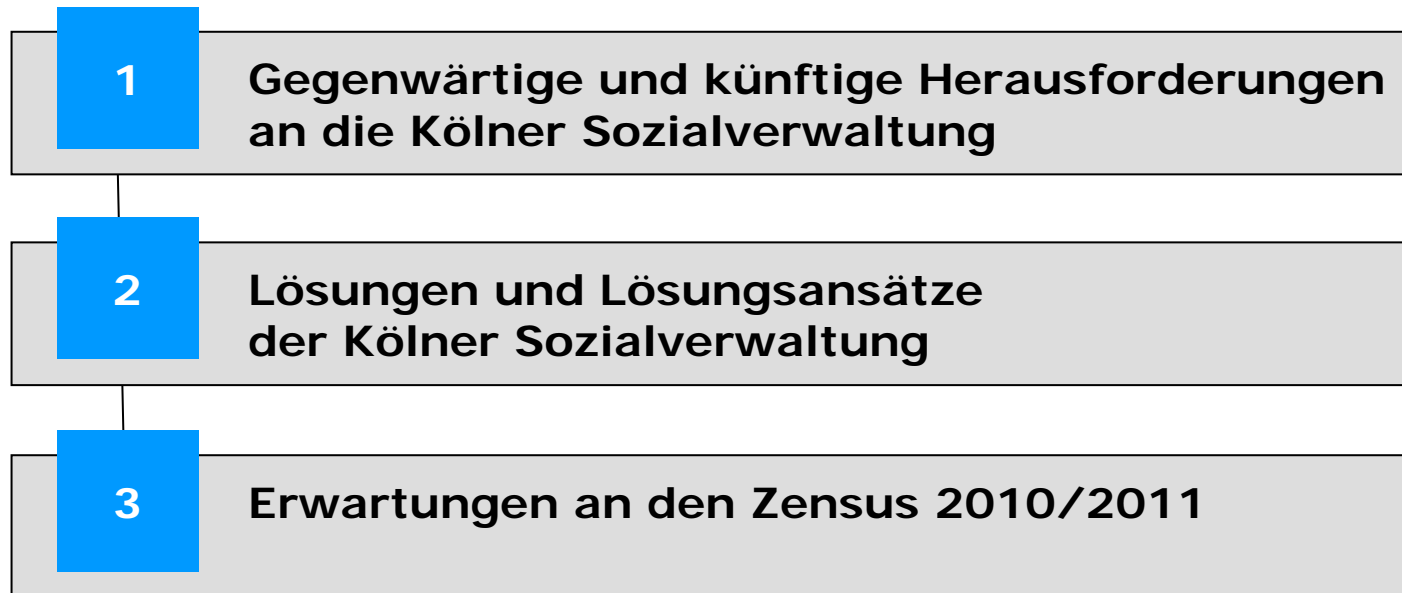 1
Gegenwärtige und künftige Herausforderungen
an die Kölner Sozialverwaltung
2
Lösungen und Lösungsansätze
der Kölner Sozialverwaltung
3
Erwartungen an den Zensus 2010/2011